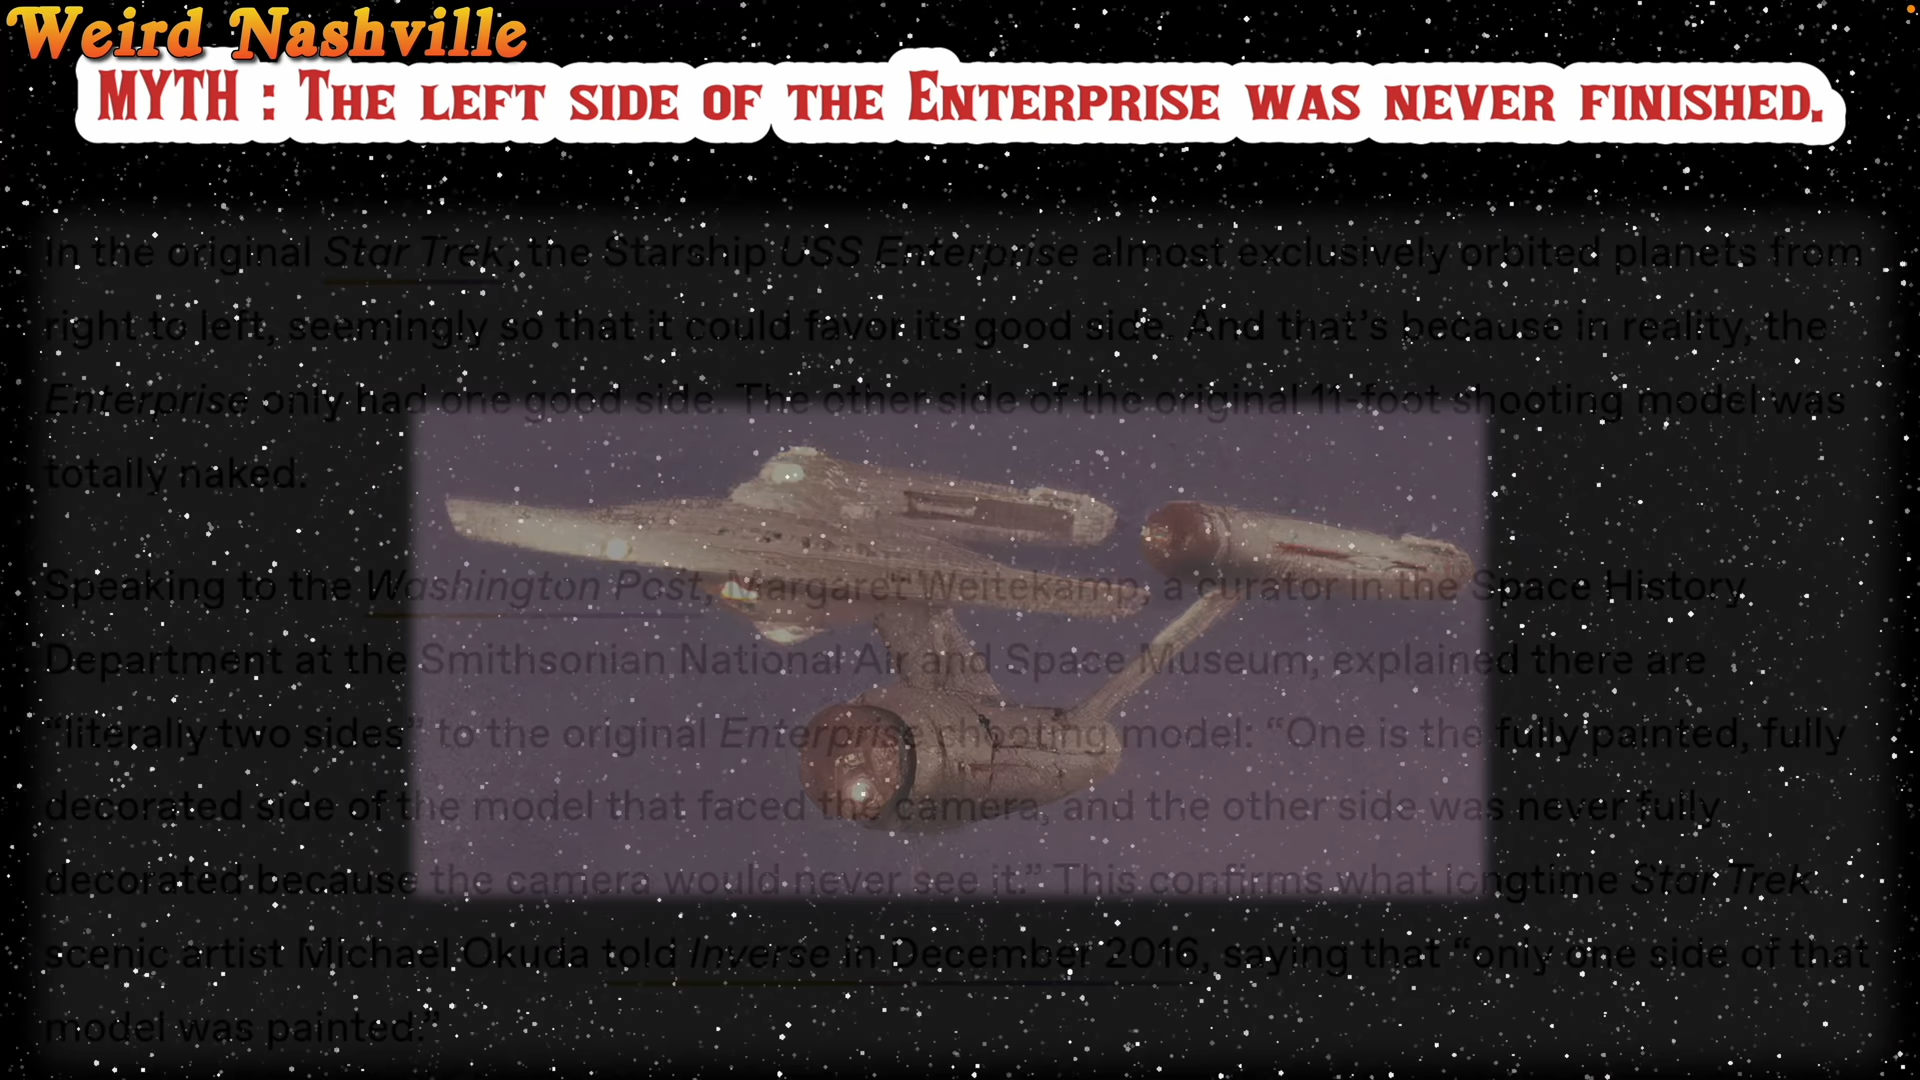 Weird Nashville
MYTH : The left side of the Enterprise was never finished.
In the original Star Trek, the Starship USS Enterprise almost exclusively orbited planets from
right to left, seemingly so that it could favor its good side. And that’s because in reality, the
Enterprise only had one good side. The other side of the original 11-foot shooting model was
totally naked.
Speaking to the Washington Post, Margaret Weitekamp, a curator in the Space History
Department at the Smithsonian National Air and Space Museum, explained there are
“literally two sides” to the original Enterprise shooting model: “One is the fully painted, fully
decorated side of the model that faced the camera, and the other side was never fully
decorated because the camera would never see it.” This confirms what longtime Star Trek
scenic artist Michael Okuda told Inverse in December 2016, saying that “only one side of that
model was painted.”